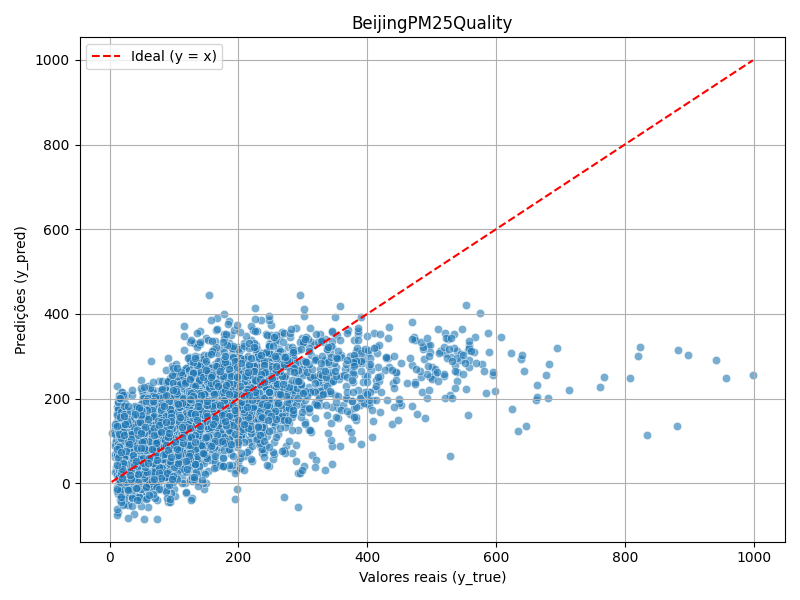 BeijingPM25Quality
Ideal (y = x)
1000
800
600
400
200
0
Predições (y_pred)
0 200 400 600 800 1000
Valores reais (y_true)